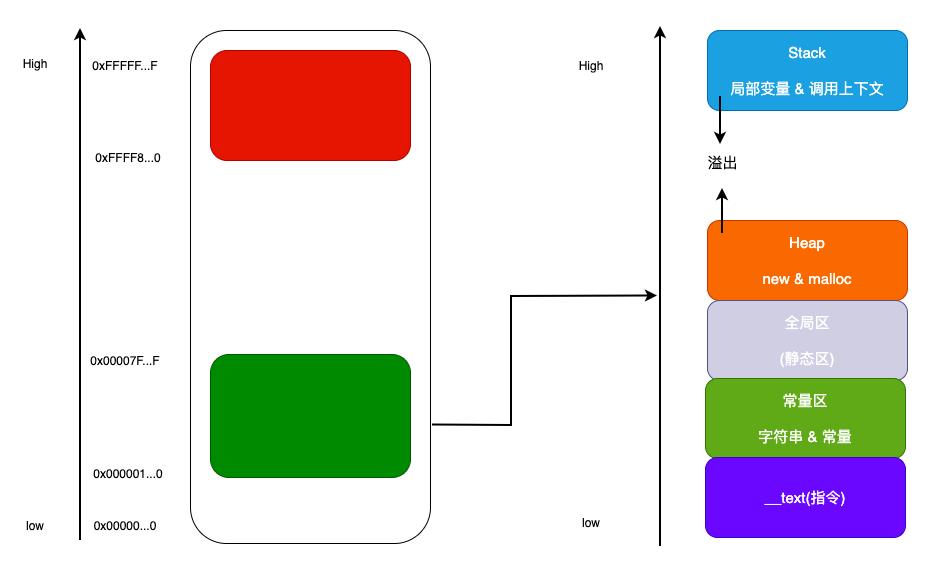 High
0xFFFFF...F
0xFFFF8...0
0x00007F...F
0x000001...0
low
0x00000...0
High
low
Stack
局部变量 & 调用上下文
溢出
Heap
new & malloc
全局区
(静态区)
常量区
字符串 & 常量
__text(指令)